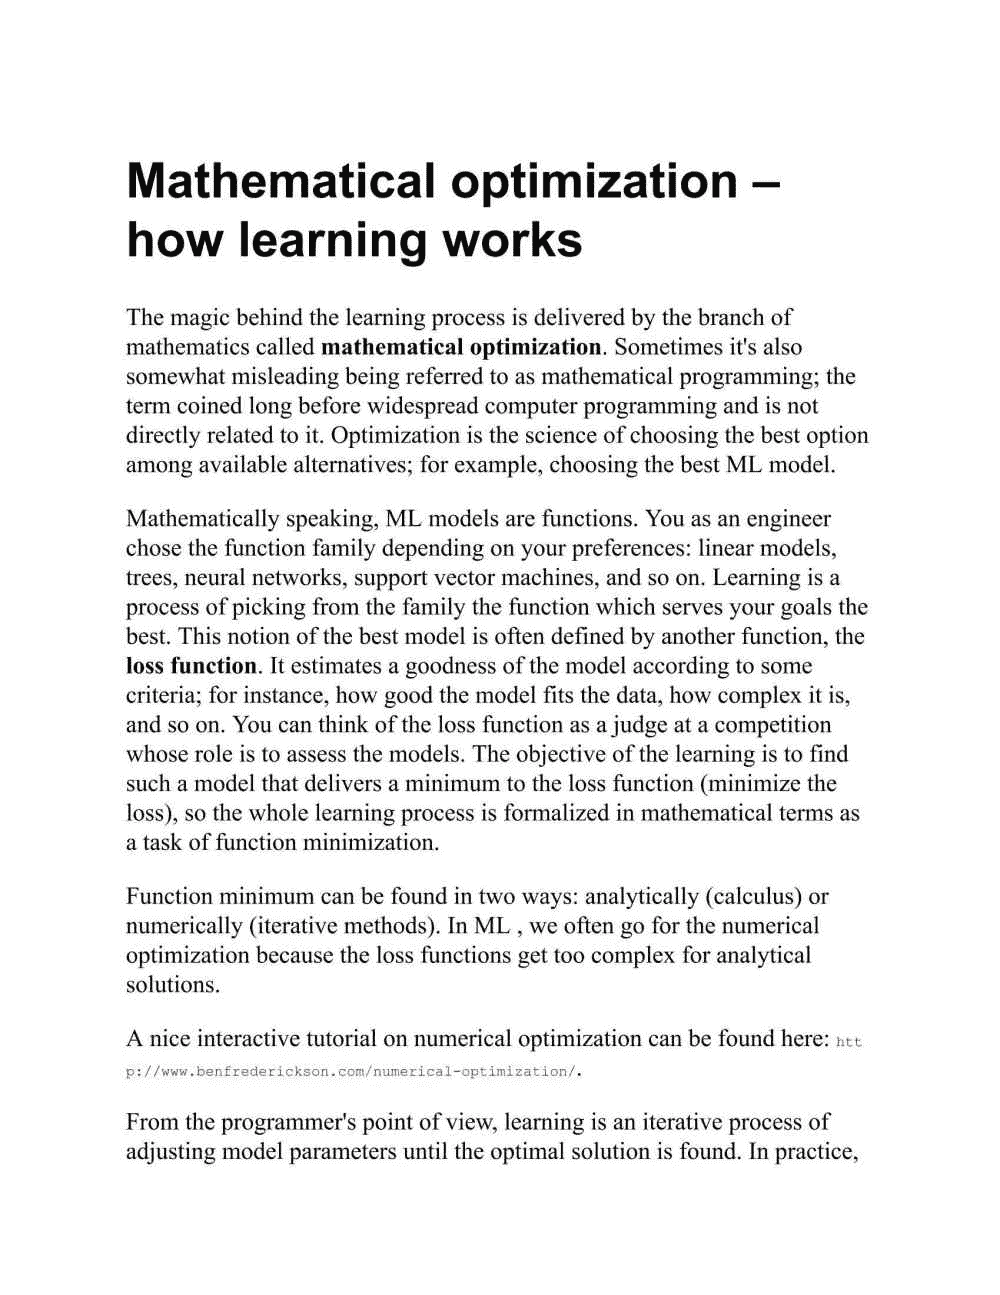 Mathematical optimization –
how learning works
The magic behind the learning process is delivered by the branch of
mathematics called mathematical optimization. Sometimes it's also
somewhat misleading being referred to as mathematical programming; the
term coined long before widespread computer programming and is not
directly related to it. Optimization is the science of choosing the best option
among available alternatives; for example, choosing the best ML model.
Mathematically speaking, ML models are functions. You as an engineer
chose the function family depending on your preferences: linear models,
trees, neural networks, support vector machines, and so on. Learning is a
process of picking from the family the function which serves your goals the
best. This notion of the best model is often defined by another function, the
loss function. It estimates a goodness of the model according to some
criteria; for instance, how good the model fits the data, how complex it is,
and so on. You can think of the loss function as a judge at a competition
whose role is to assess the models. The objective of the learning is to find
such a model that delivers a minimum to the loss function (minimize the
loss), so the whole learning process is formalized in mathematical terms as
a task of function minimization.
Function minimum can be found in two ways: analytically (calculus) or
numerically (iterative methods). In ML , we often go for the numerical
optimization because the loss functions get too complex for analytical
solutions.
A nice interactive tutorial on numerical optimization can be found here: htt
p://www.benfrederickson.com/numerical-optimization/.
From the programmer's point of view, learning is an iterative process of
adjusting model parameters until the optimal solution is found. In practice,